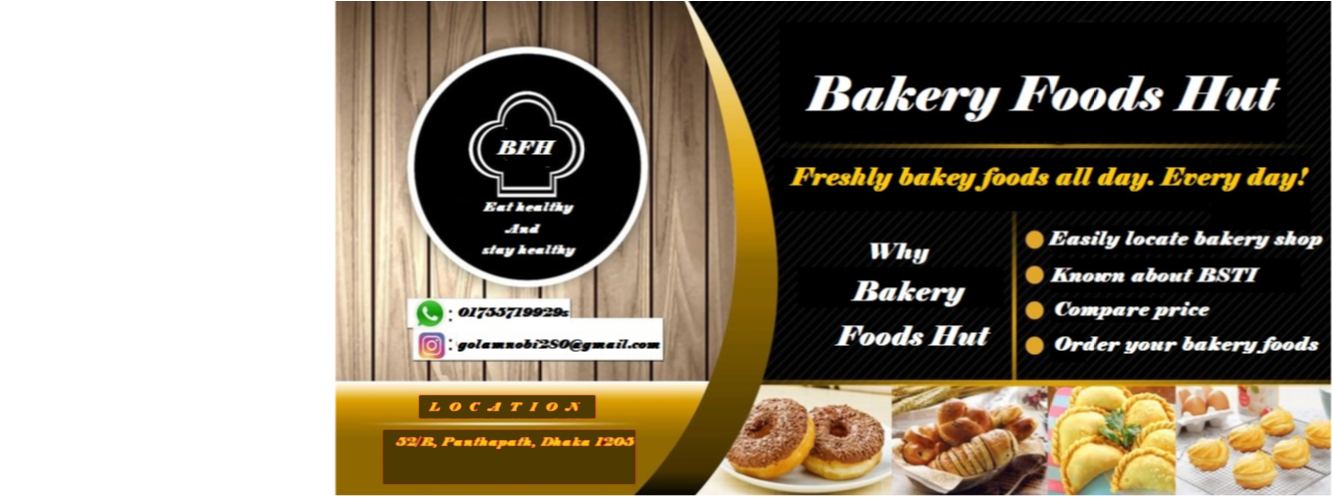 BFH
Eat healthy
And
stay healthy
: 01735719929s
: golamnobi280@gmail.com
LOCATION
52/B, Panthapath, Dhaka 1205
Bakery Foods Hut
Freshly bakey foods all day. Every day!
Why
Bakery
Foods Hut
Easily locate bakery shop
Known about BSTI
Compare price
Order your bakery foods